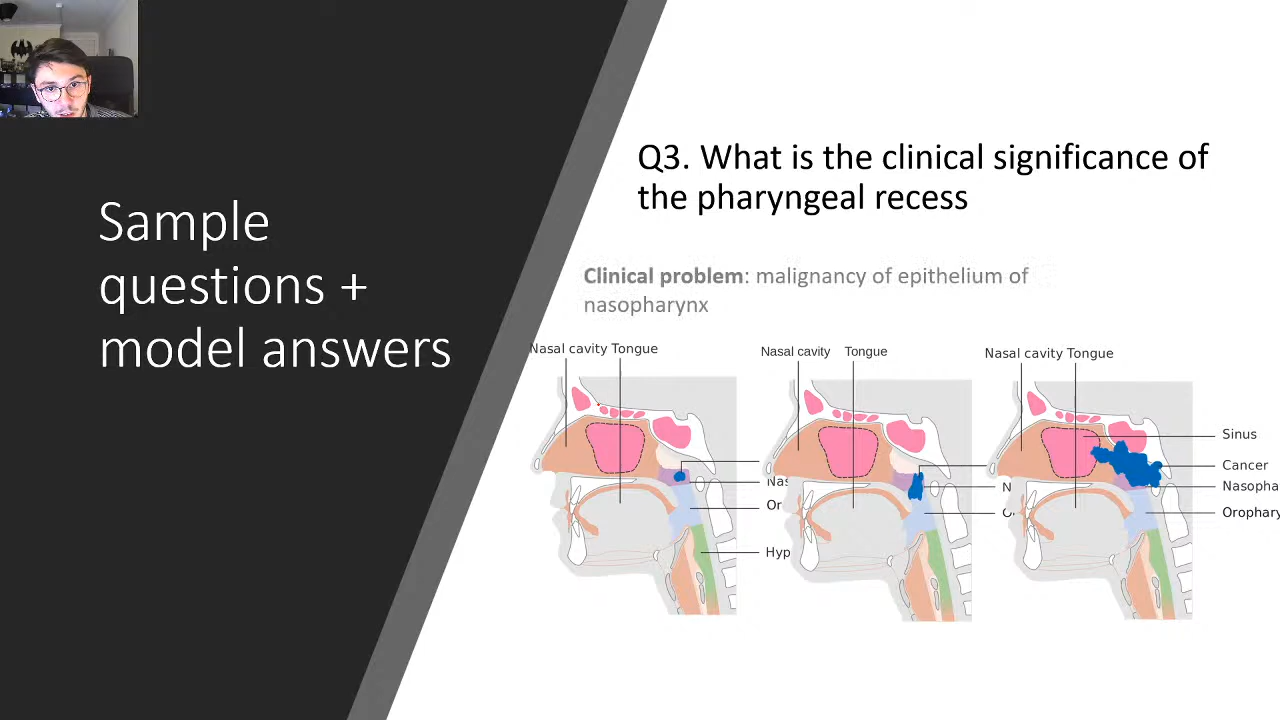 Sample
questions +
model answers
Q3. What is the clinical significance of
the pharyngeal recess
Clinical problem: malignancy of epithelium of
nasopharynx
Nasal cavity Tongue
Nas
Or
Hyp
Nasal cavity Tongue
N
Nasal cavity Tongue
Sinus
Cancer
Nasopha
Orophary